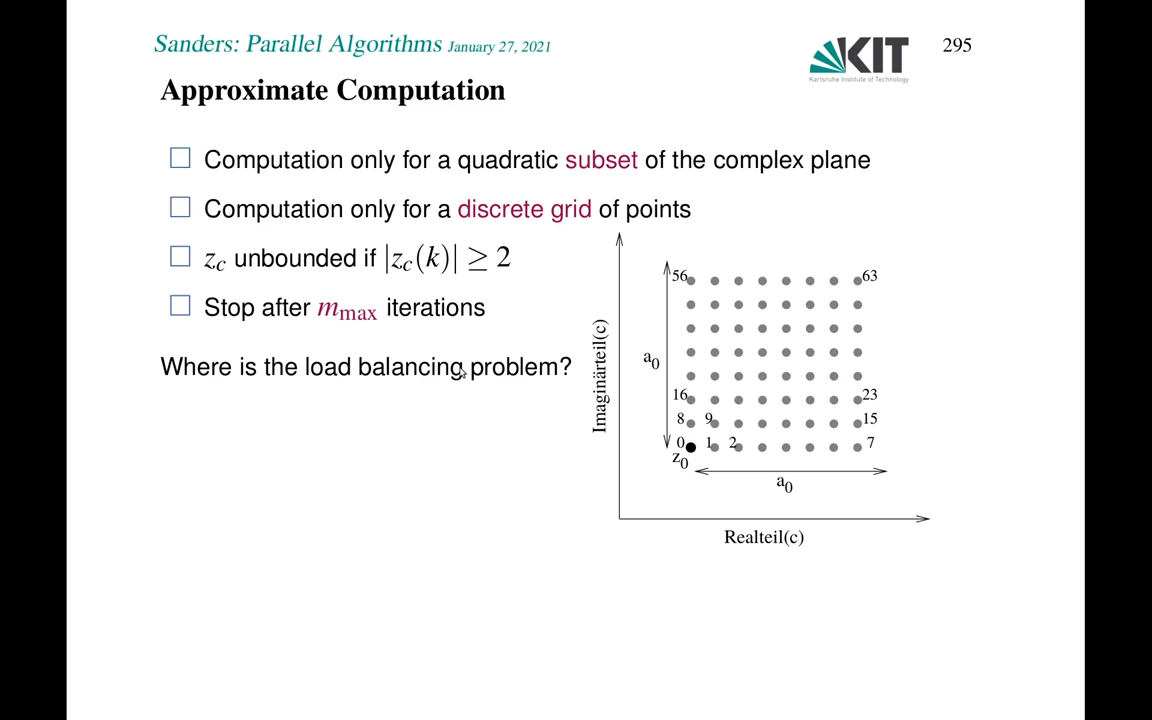 Sanders: Parallel Algorithms January 27, 2021
KIT
Karlsruhe Institute of Technology
295
Approximate Computation
Computation only for a quadratic subset of the complex plane
Computation only for a discrete grid of points
z_c unbounded if |z_c(k)| ≥ 2
Stop after m_max iterations
Where is the load balancing problem?
56 63
a_0
16 23
8 9 15
0 1 2 7
z_0
a_0
Imaginärteil(c)
Realteil(c)